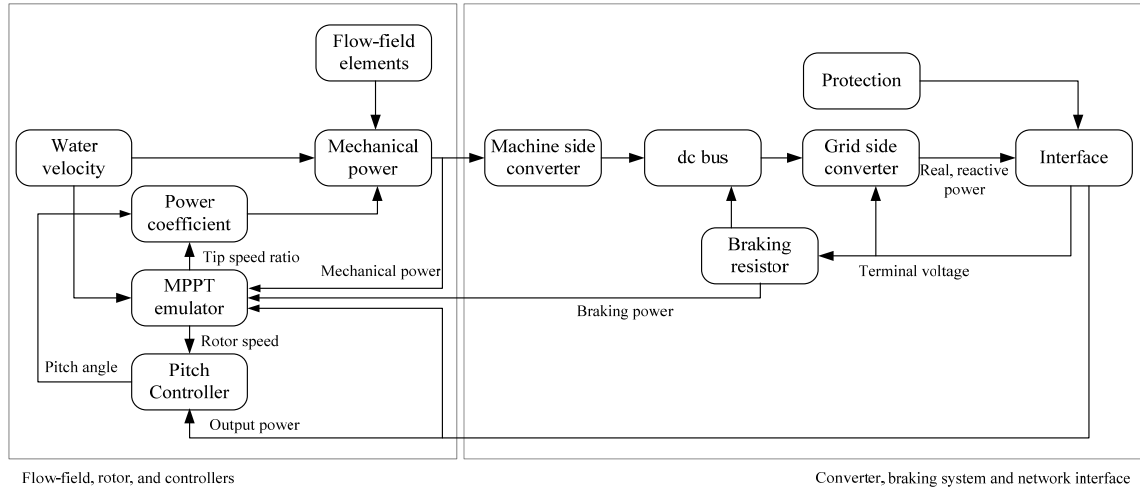 Flow-field
elements
Protection
Water
velocity
Mechanical
power
Machine side
converter
dc bus
Grid side
converter
Real, reactive
power
Interface
Power
coefficient
Tip speed ratio
Mechanical power
Braking
resistor
Terminal voltage
MPPT
emulator
Braking power
Rotor speed
Pitch angle
Pitch
Controller
Output power
Flow-field, rotor, and controllers
Converter, braking system and network interface